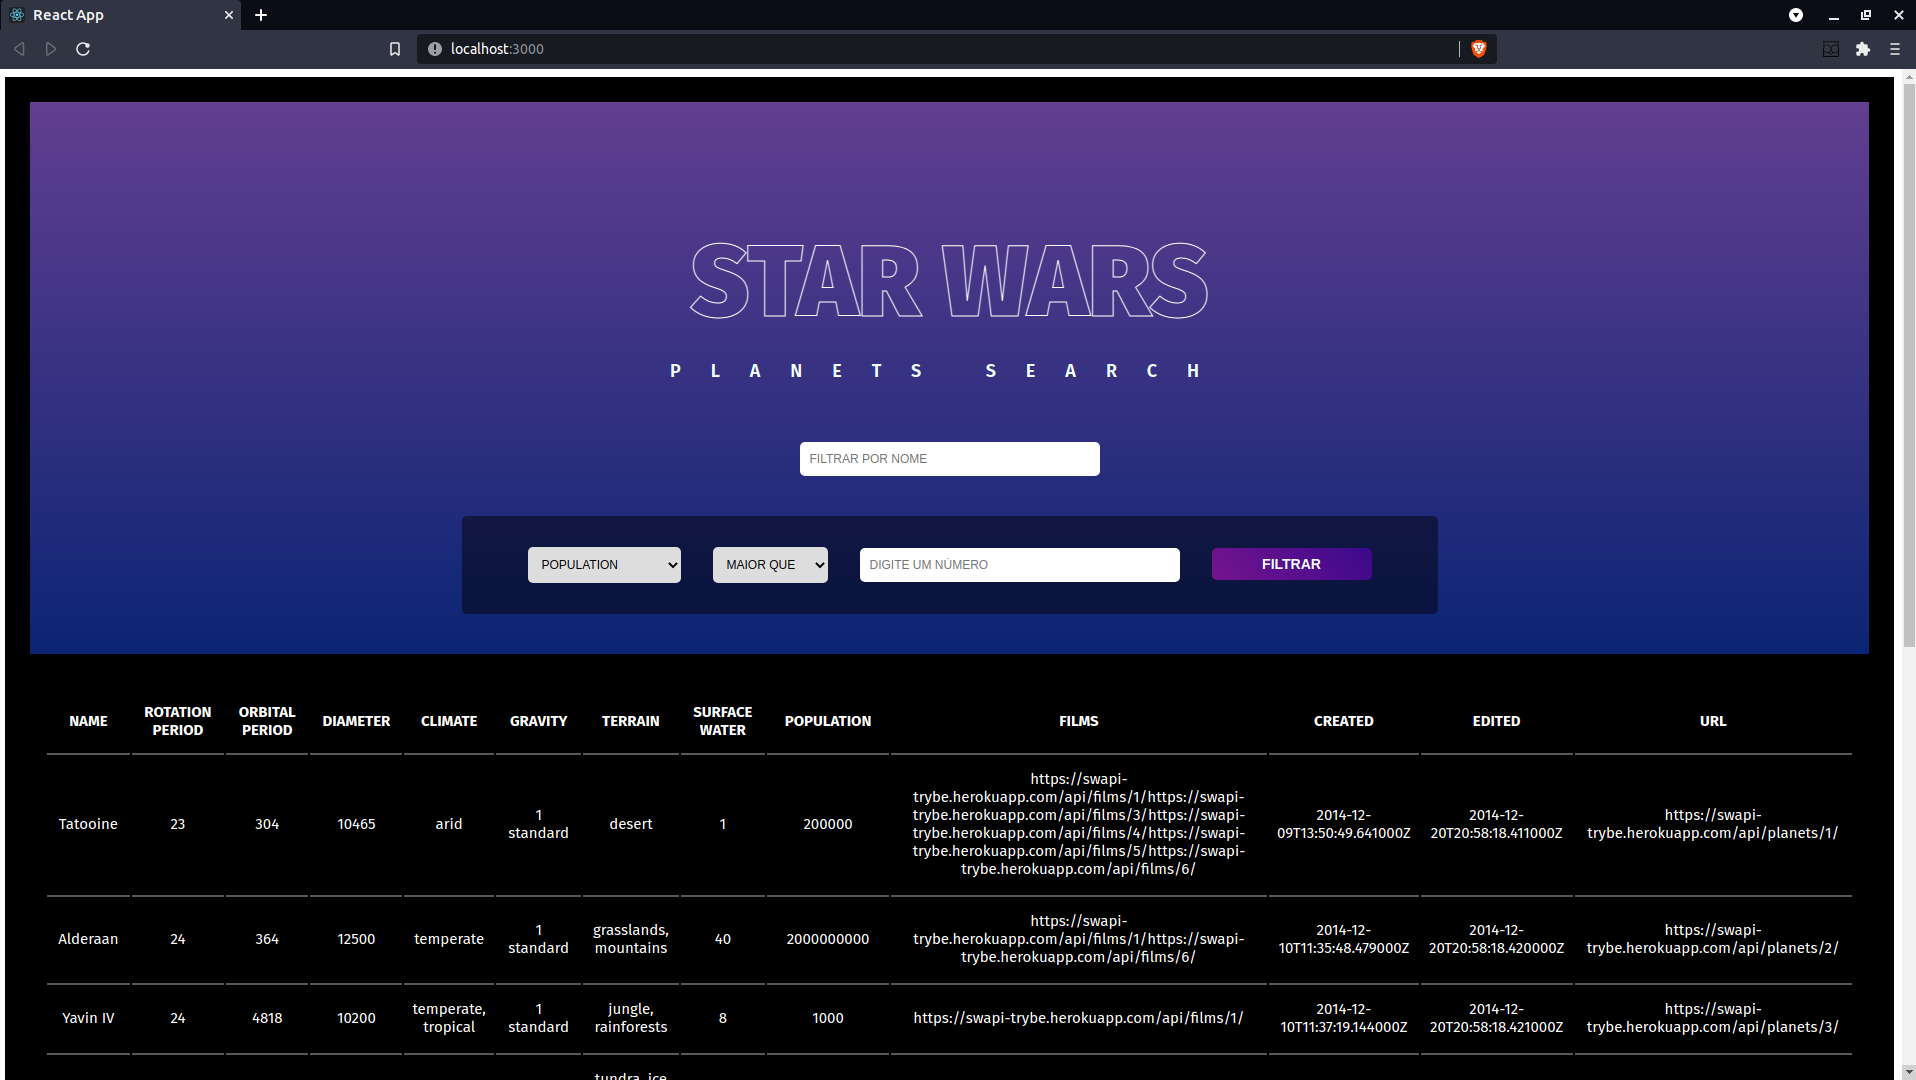 React App
localhost:3000
STAR WARS
PLANETS SEARCH
FILTRAR POR NOME
POPULATION MAIOR QUE DIGITE UM NÚMERO FILTRAR
NAME ROTATION PERIOD ORBITAL PERIOD DIAMETER CLIMATE GRAVITY TERRAIN SURFACE WATER POPULATION FILMS CREATED EDITED URL
Tatooine 23 304 10465 arid 1 standard desert 1 200000 https://swapi-
trybe.herokuapp.com/api/films/1/https://swapi-
trybe.herokuapp.com/api/films/3/https://swapi-
trybe.herokuapp.com/api/films/4/https://swapi-
trybe.herokuapp.com/api/films/5/https://swapi-
trybe.herokuapp.com/api/films/6/ 2014-12-
09T13:50:49.641000Z 2014-12-
20T20:58:18.411000Z https://swapi-
trybe.herokuapp.com/api/planets/1/
Alderaan 24 364 12500 temperate 1 standard grasslands, mountains 40 2000000000 https://swapi-
trybe.herokuapp.com/api/films/1/https://swapi-
trybe.herokuapp.com/api/films/6/ 2014-12-
10T11:35:48.479000Z 2014-12-
20T20:58:18.420000Z https://swapi-
trybe.herokuapp.com/api/planets/2/
Yavin IV 24 4818 10200 temperate, tropical 1 standard jungle, rainforests 8 1000 https://swapi-trybe.herokuapp.com/api/films/1/ 2014-12-
10T11:37:19.144000Z 2014-12-
20T20:58:18.421000Z https://swapi-
trybe.herokuapp.com/api/planets/3/
tundra, ice